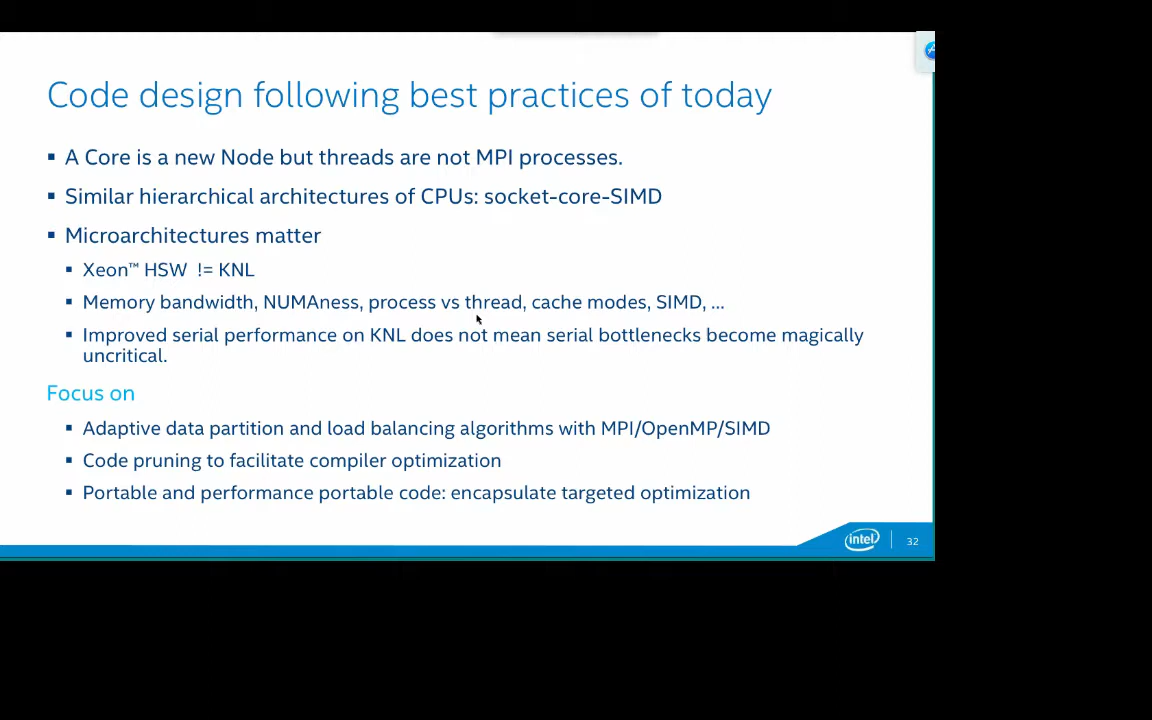 Code design following best practices of today
▪ A Core is a new Node but threads are not MPI processes.
▪ Similar hierarchical architectures of CPUs: socket-core-SIMD
▪ Microarchitectures matter
▪ Xeon™ HSW != KNL
▪ Memory bandwidth, NUMAness, process vs thread, cache modes, SIMD, ...
▪ Improved serial performance on KNL does not mean serial bottlenecks become magically
uncritical.
Focus on
▪ Adaptive data partition and load balancing algorithms with MPI/OpenMP/SIMD
▪ Code pruning to facilitate compiler optimization
▪ Portable and performance portable code: encapsulate targeted optimization
intel
32